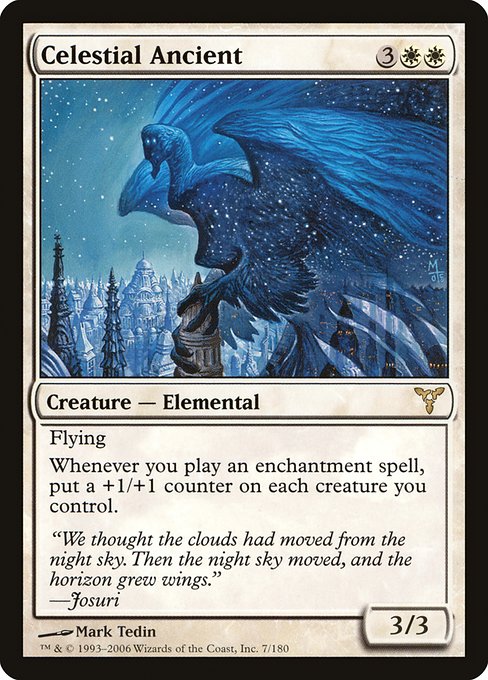 Celestial Ancient 3
MT
Creature — Elemental
Flying
Whenever you play an enchantment spell,
put a +1/+1 counter on each creature you
control.
“We thought the clouds had moved from the
night sky. Then the night sky moved, and the
horizon grew wings.”
—Josuri
Mark Tedin
3/3
™ & © 1993–2006 Wizards of the Coast, Inc. 7/180